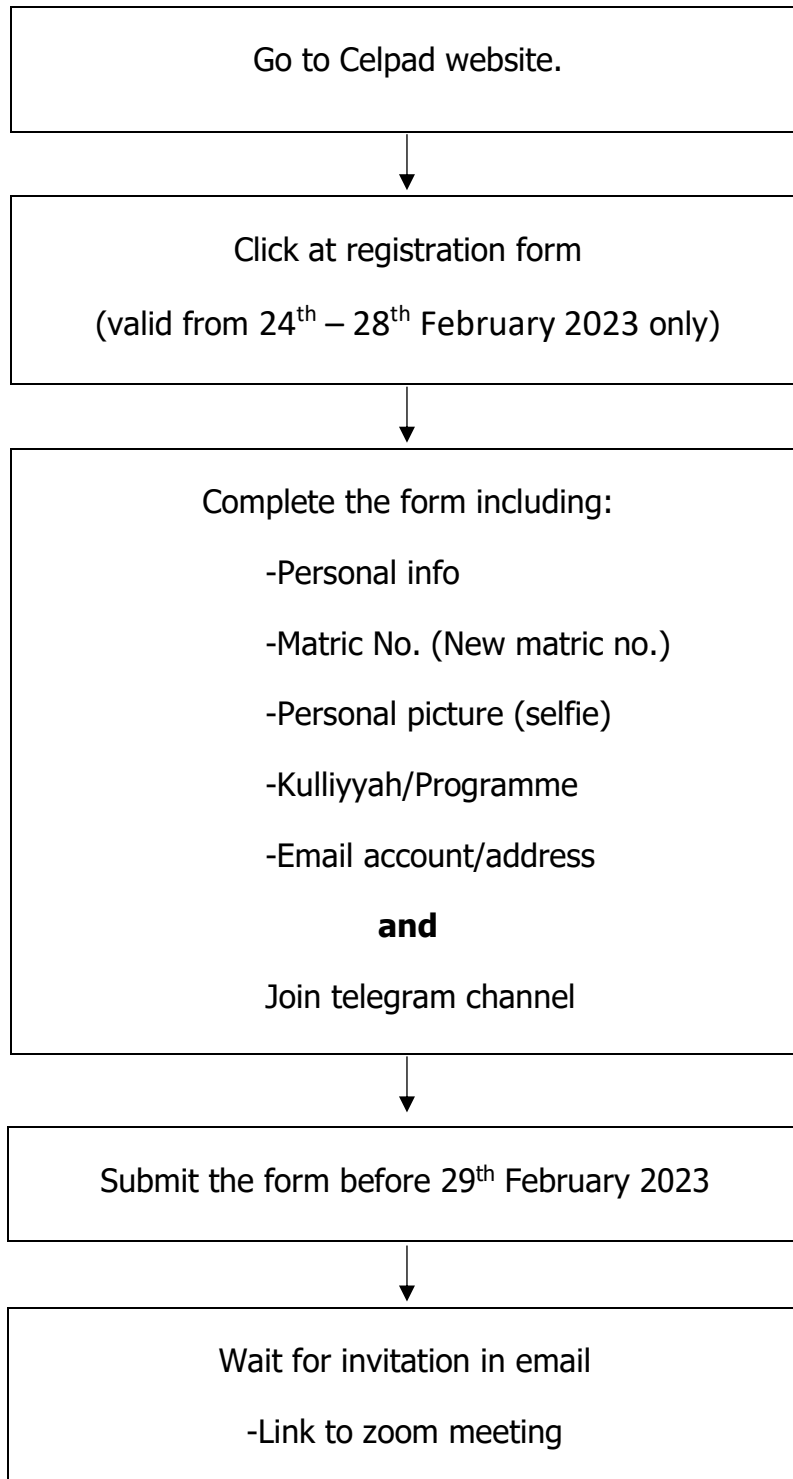 Go to Celpad website.
Click at registration form
(valid from 24th – 28th February 2023 only)
Complete the form including:
-Personal info
-Matric No. (New matric no.)
-Personal picture (selfie)
-Kulliyyah/Programme
-Email account/address
and
Join telegram channel
Submit the form before 29th February 2023
Wait for invitation in email
-Link to zoom meeting